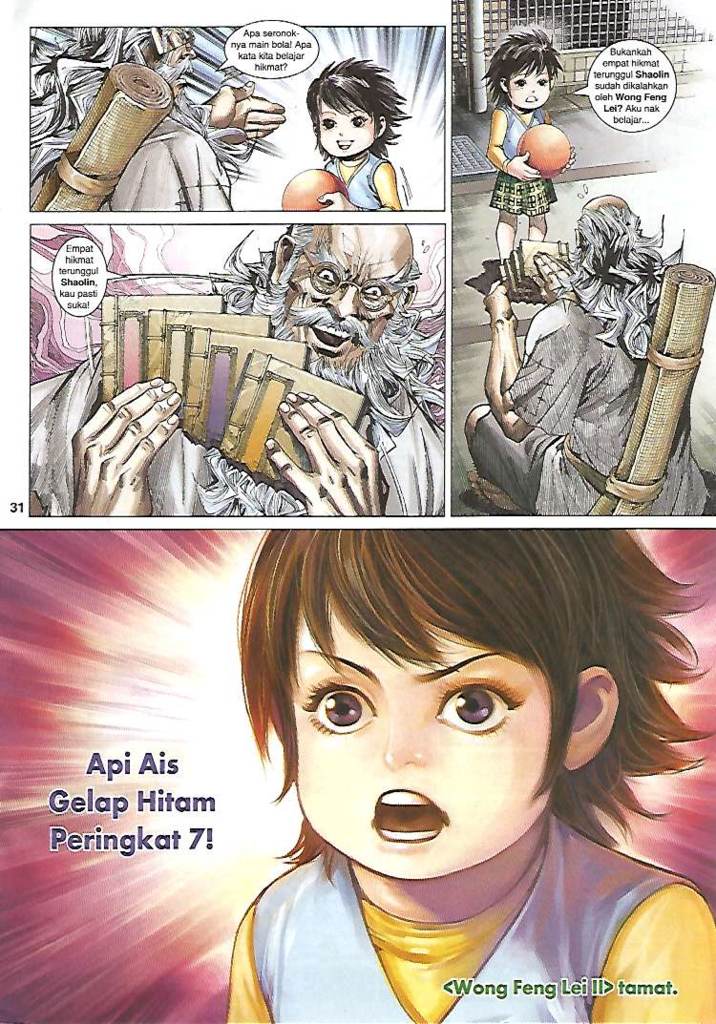 Apa seronok-
nya main bola! Apa
kata kita belajar
hikmat?
Bukankah
empat hikmat
terunggul Shaolin
sudah dikalahkan
oleh Wong Feng
Lei? Aku nak
belajar...
Empat
hikmat
terunggul
Shaolin,
kau pasti
suka!
31
Api Ais
Gelap Hitam
Peringkat 7!
<Wong Feng Lei II> tamat.